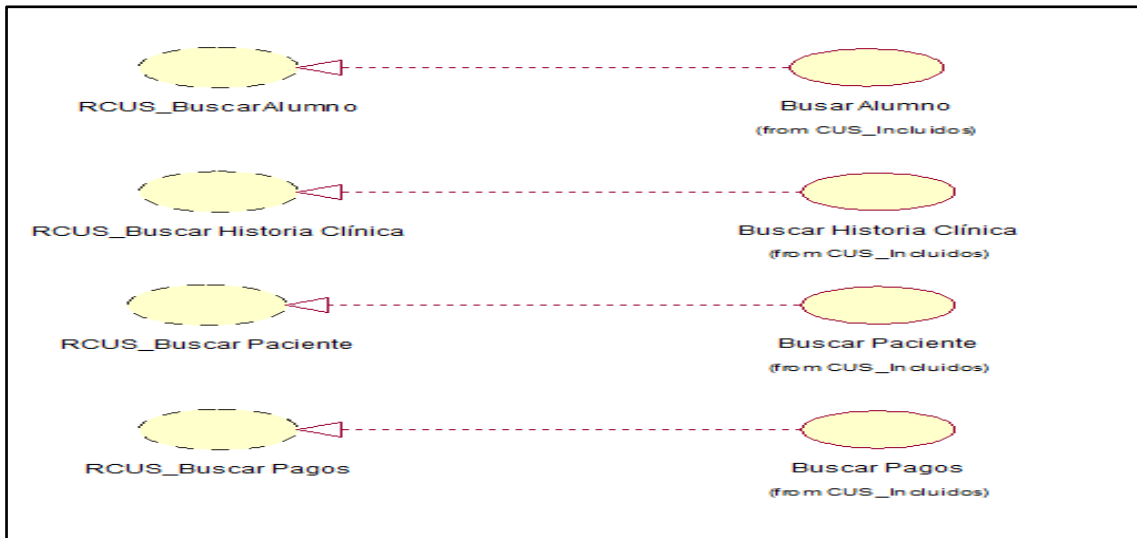 RCUS_BuscarAlumno
Busar Alumno
(from CUS_Incluidos)
RCUS_Buscar Historia Clínica
Buscar Historia Clínica
(from CUS_Incluidos)
RCUS_Buscar Paciente
Buscar Paciente
(from CUS_Incluidos)
RCUS_Buscar Pagos
Buscar Pagos
(from CUS_Incluidos)